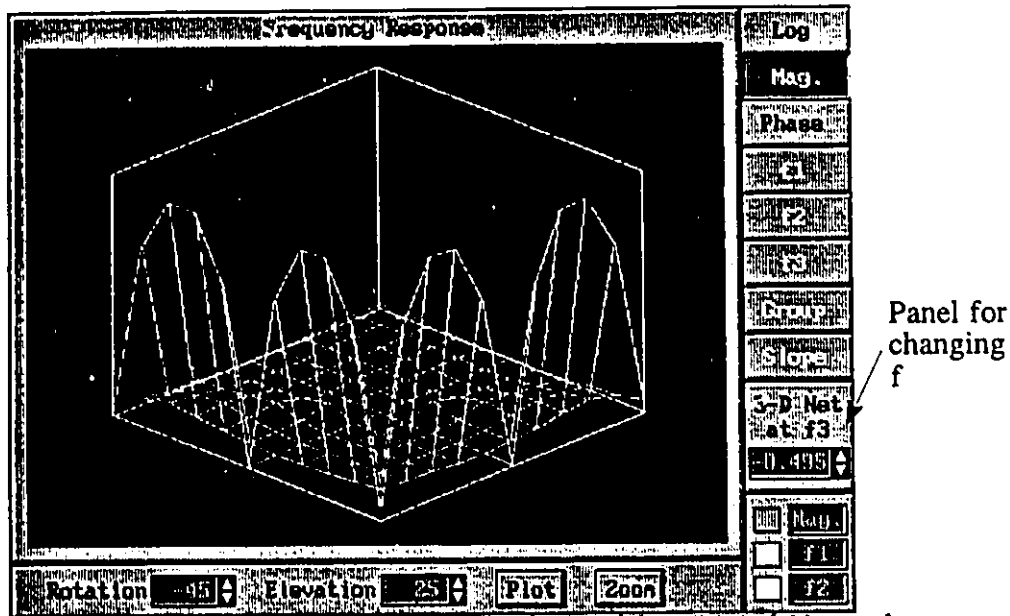 Frequency Response
Log
Mag.
Phase
f2
Group
Slope
3-D Net
at f3
-0.495
Mag.
f1
f2
Panel for
changing
f
Rotation -45 Elevation 25 Plot Zoom